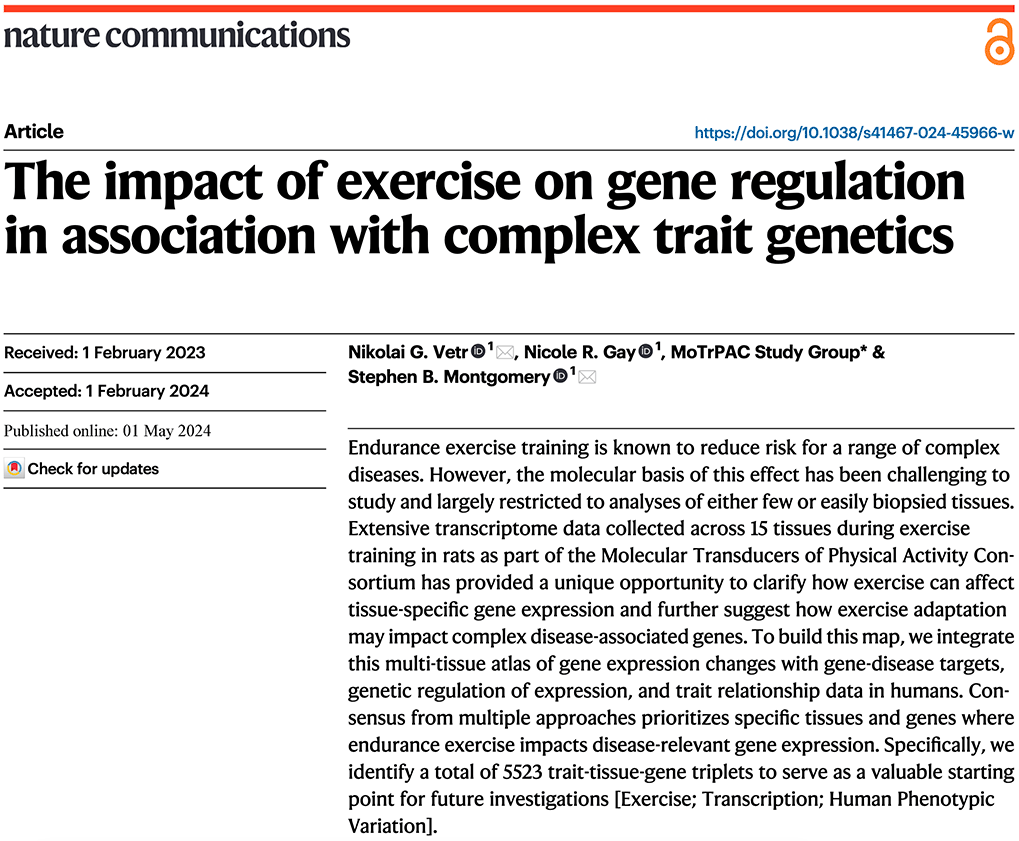 nature communications
Article
https://doi.org/10.1038/s41467-024-45966-w
The impact of exercise on gene regulation
in association with complex trait genetics
Received: 1 February 2023
Accepted: 1 February 2024
Published online: 01 May 2024
Check for updates
Nikolai G. Vetr iD 1, Nicole R. Gay iD 1, MoTrPAC Study Group* &
Stephen B. Montgomery iD 1
Endurance exercise training is known to reduce risk for a range of complex
diseases. However, the molecular basis of this effect has been challenging to
study and largely restricted to analyses of either few or easily biopsied tissues.
Extensive transcriptome data collected across 15 tissues during exercise
training in rats as part of the Molecular Transducers of Physical Activity Con-
sortium has provided a unique opportunity to clarify how exercise can affect
tissue-specific gene expression and further suggest how exercise adaptation
may impact complex disease-associated genes. To build this map, we integrate
this multi-tissue atlas of gene expression changes with gene-disease targets,
genetic regulation of expression, and trait relationship data in humans. Con-
sensus from multiple approaches prioritizes specific tissues and genes where
endurance exercise impacts disease-relevant gene expression. Specifically, we
identify a total of 5523 trait-tissue-gene triplets to serve as a valuable starting
point for future investigations [Exercise; Transcription; Human Phenotypic
Variation].